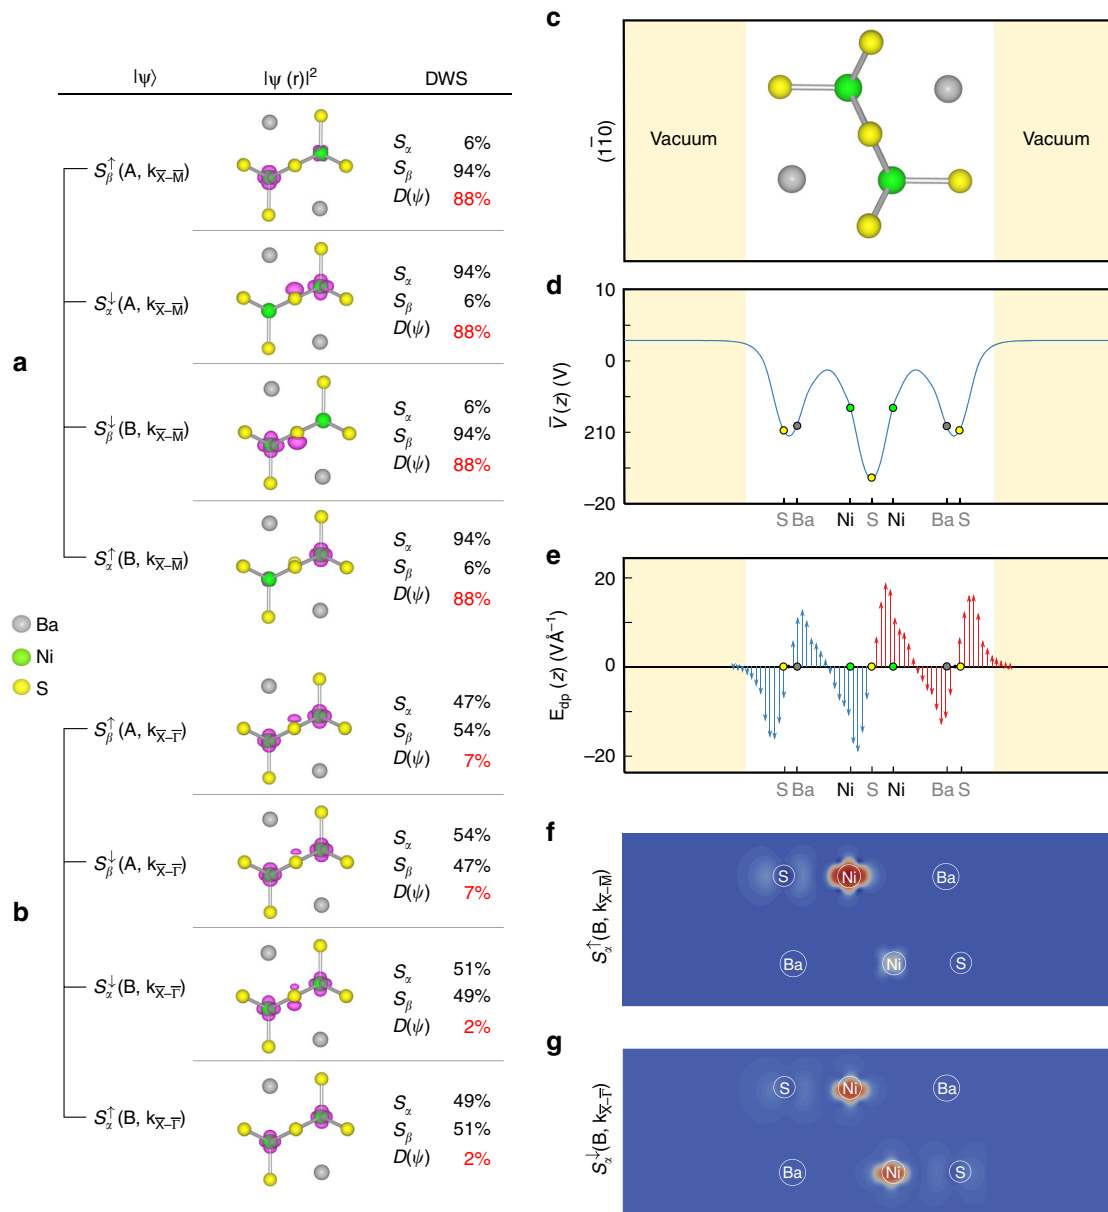 |ψ⟩ |ψ (r)|² DWS
a
S_β^↑(A, k_X̅–M̅)
S_α 6%
S_β 94%
D(ψ) 88%
S_α^↓(A, k_X̅–M̅)
S_α 94%
S_β 6%
D(ψ) 88%
S_β^↓(B, k_X̅–M̅)
S_α 6%
S_β 94%
D(ψ) 88%
S_α^↑(B, k_X̅–M̅)
S_α 94%
S_β 6%
D(ψ) 88%
Ba
Ni
S
b
S_β^↑(A, k_X̅–Γ̅)
S_α 47%
S_β 54%
D(ψ) 7%
S_β^↓(A, k_X̅–Γ̅)
S_α 54%
S_β 47%
D(ψ) 7%
S_α^↓(B, k_X̅–Γ̅)
S_α 51%
S_β 49%
D(ψ) 2%
S_α^↑(B, k_X̅–Γ̅)
S_α 49%
S_β 51%
D(ψ) 2%
c
(11̅0)
Vacuum
Vacuum
d
V̅(z) (V)
10
0
210
–20
S Ba Ni S Ni Ba S
e
E_dp (z) (VÅ⁻¹)
20
0
–20
S Ba Ni S Ni Ba S
f
S_α^↑(B, k_X̅–M̅)
S Ni Ba
Ba Ni S
g
S_α^↓(B, k_X̅–Γ̅)
S Ni Ba
Ba Ni S